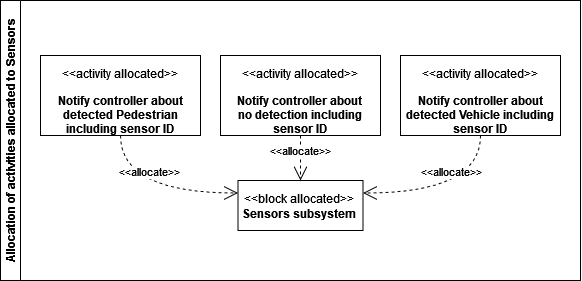 Allocation of activities allocated to Sensors
<<activity allocated>>
Notify controller about
detected Pedestrian
including sensor ID
<<activity allocated>>
Notify controller about
no detection including
sensor ID
<<activity allocated>>
Notify controller about
detected Vehicle including
sensor ID
<<allocate>>
<<allocate>>
<<allocate>>
<<block allocated>>
Sensors subsystem